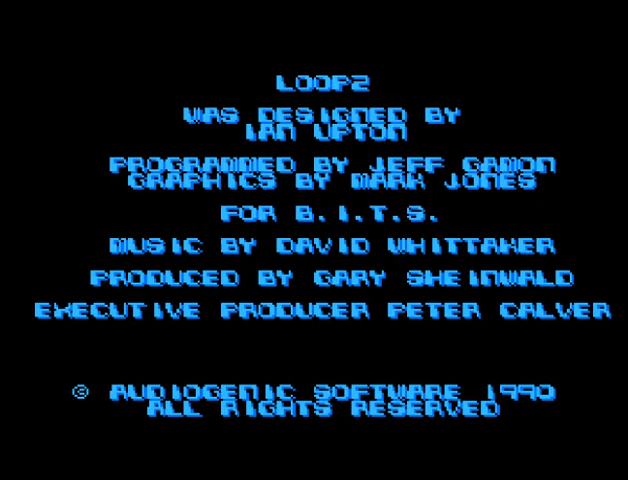 LOOPZ
WAS DESIGNED BY
IAN UPTON
PROGRAMMED BY JEFF GAMON
GRAPHICS BY MARK JONES
FOR B.I.T.S.
MUSIC BY DAVID WHITTAKER
PRODUCED BY GARY SHEINWALD
EXECUTIVE PRODUCER PETER CALVER
© AUDIOGENIC SOFTWARE 1990
ALL RIGHTS RESERVED